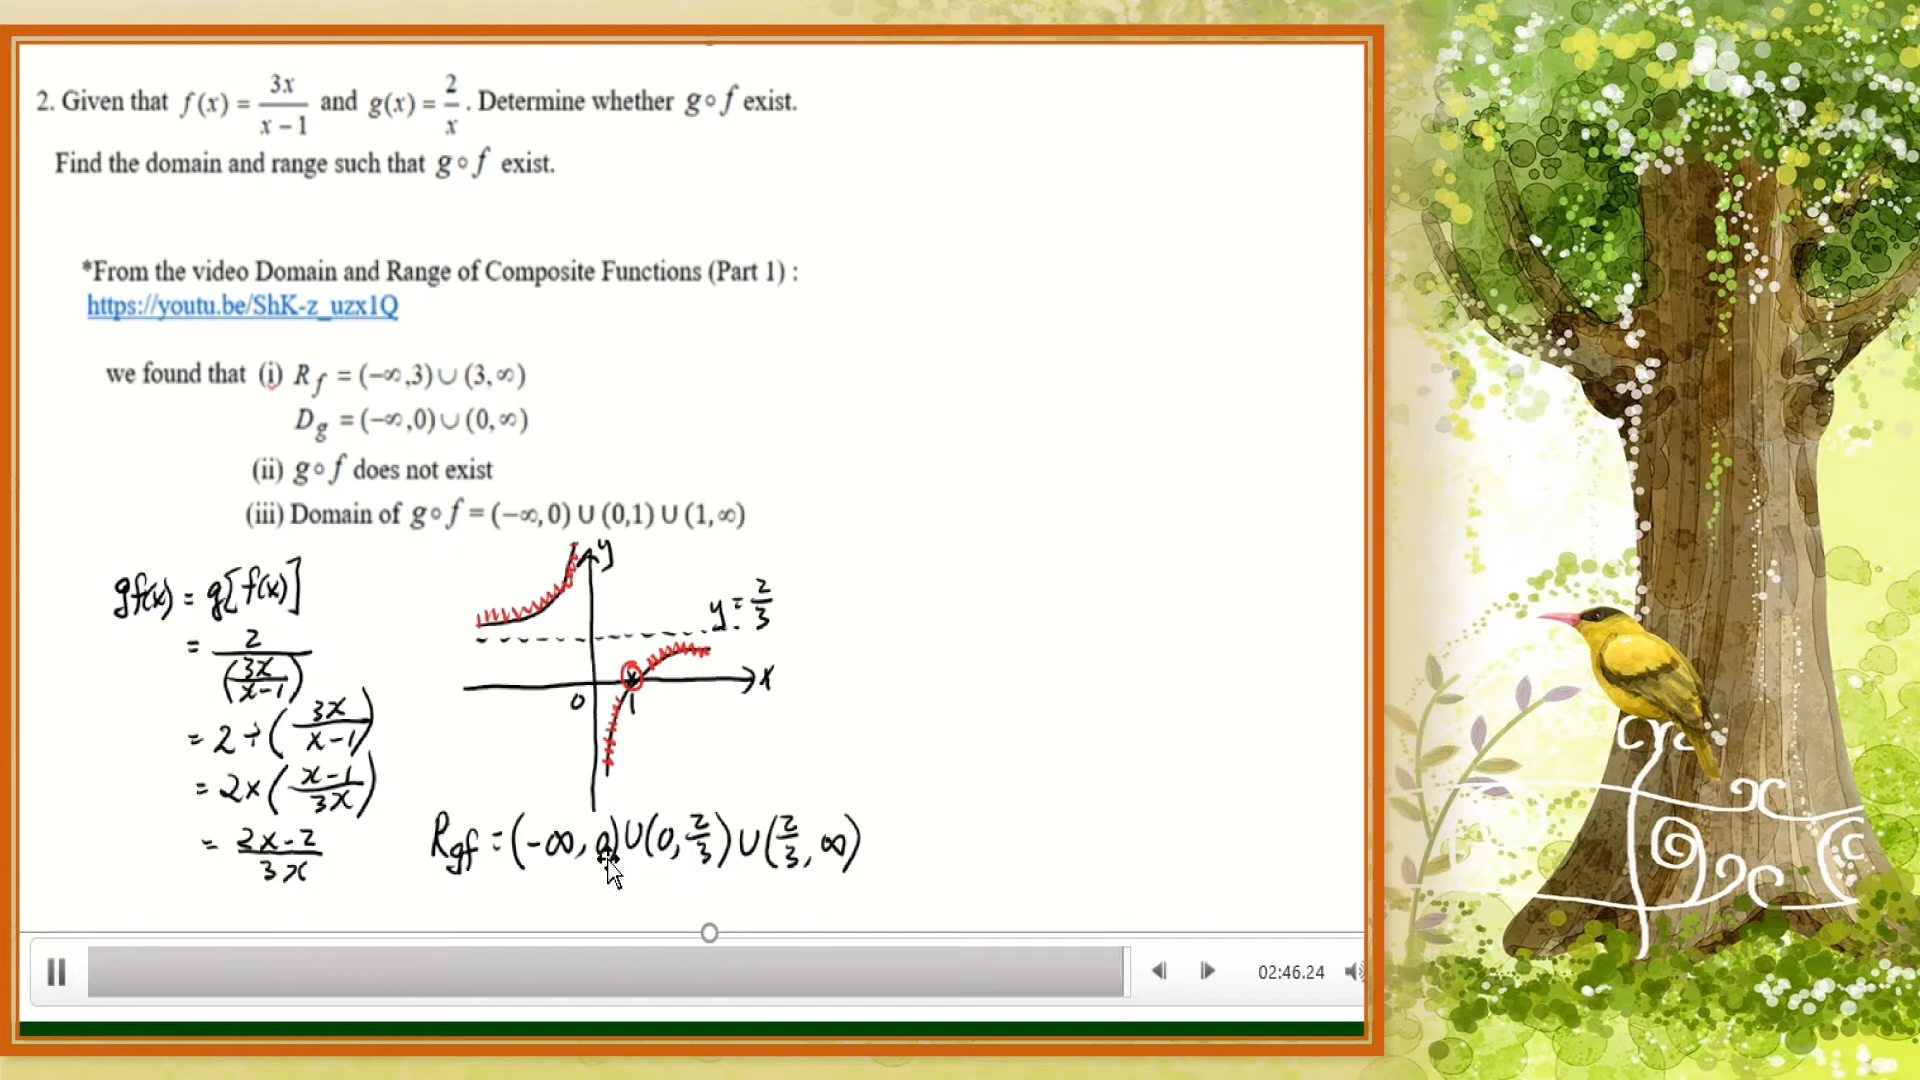 2. Given that f(x) = 3x/(x − 1) and g(x) = 2/x. Determine whether g∘f exist.
Find the domain and range such that g∘f exist.
*From the video Domain and Range of Composite Functions (Part 1) :
https://youtu.be/ShK-z_uzx1Q
we found that (i) R_f = (−∞,3)∪(3,∞)
D_g = (−∞,0)∪(0,∞)
(ii) g∘f does not exist
(iii) Domain of g∘f = (−∞,0) ∪ (0,1) ∪ (1,∞)
gf(x) = g[f(x)]
= 2/(3x/(x−1))
= 2÷(3x/(x−1))
= 2×((x−1)/3x)
= (2x−2)/3x
y
y = 2/3
x
0 1
R_gf = (−∞, 0)∪(0, 2/3)∪(2/3, ∞)
02:46.24